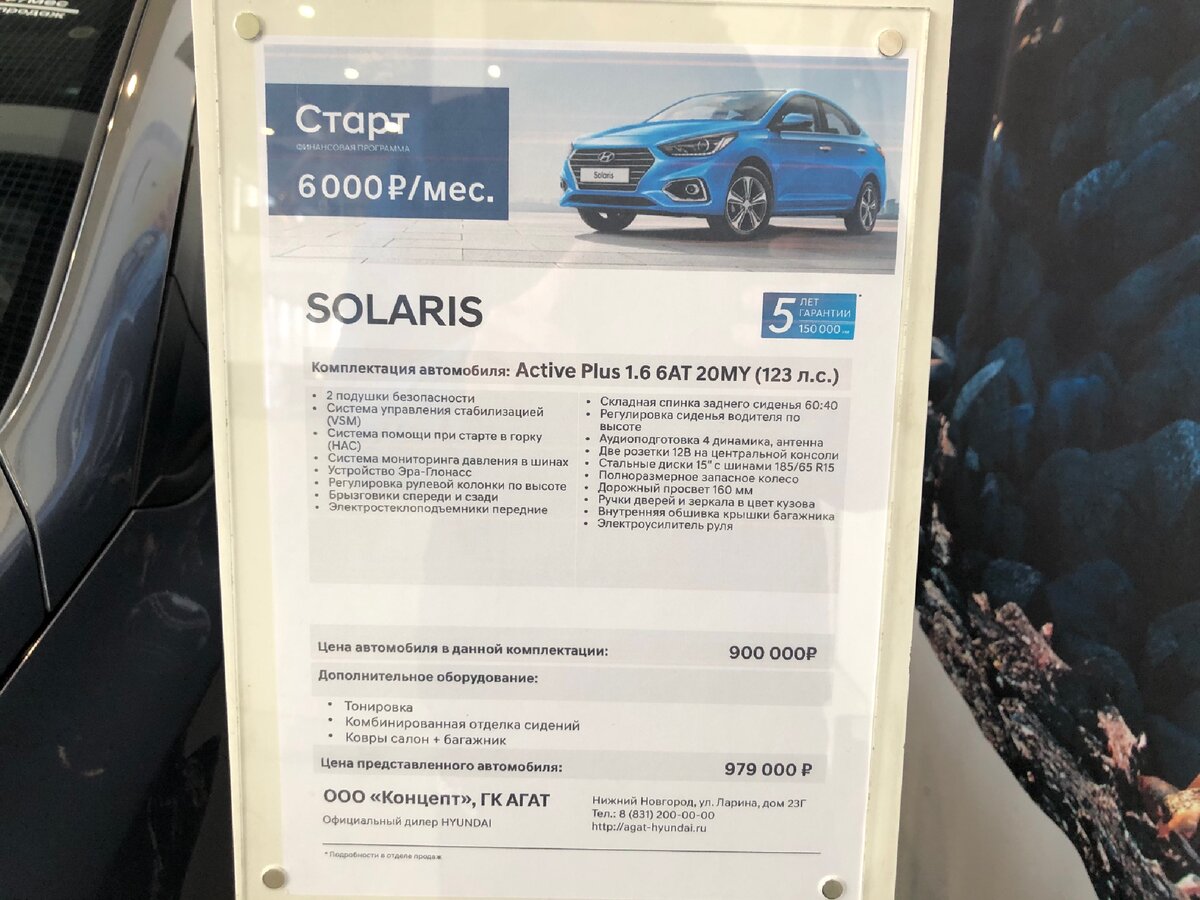 Старт
ФИНАНСОВАЯ ПРОГРАММА
6 000 ₽/мес.
Solaris
SOLARIS
5 ЛЕТ
ГАРАНТИИ
150 000 км
*
Комплектация автомобиля: Active Plus 1.6 6AT 20MY (123 л.с.)
• 2 подушки безопасности
• Система управления стабилизацией
(VSM)
• Система помощи при старте в горку
(HAC)
• Система мониторинга давления в шинах
• Устройство Эра-Глонасс
• Регулировка рулевой колонки по высоте
• Брызговики спереди и сзади
• Электростеклоподъемники передние
• Складная спинка заднего сиденья 60:40
• Регулировка сиденья водителя по
высоте
• Аудиоподготовка 4 динамика, антенна
• Две розетки 12В на центральной консоли
• Стальные диски 15" с шинами 185/65 R15
• Полноразмерное запасное колесо
• Дорожный просвет 160 мм
• Ручки дверей и зеркала в цвет кузова
• Внутренняя обшивка крышки багажника
• Электроусилитель руля
Цена автомобиля в данной комплектации: 900 000₽
Дополнительное оборудование:
• Тонировка
• Комбинированная отделка сидений
• Ковры салон + багажник
Цена представленного автомобиля: 979 000 ₽
ООО «Концепт», ГК АГАТ
Официальный дилер HYUNDAI
Нижний Новгород, ул. Ларина, дом 23Г
Тел.: 8 (831) 200-00-00
http://agat-hyundai.ru
* Подробности в отделе продаж